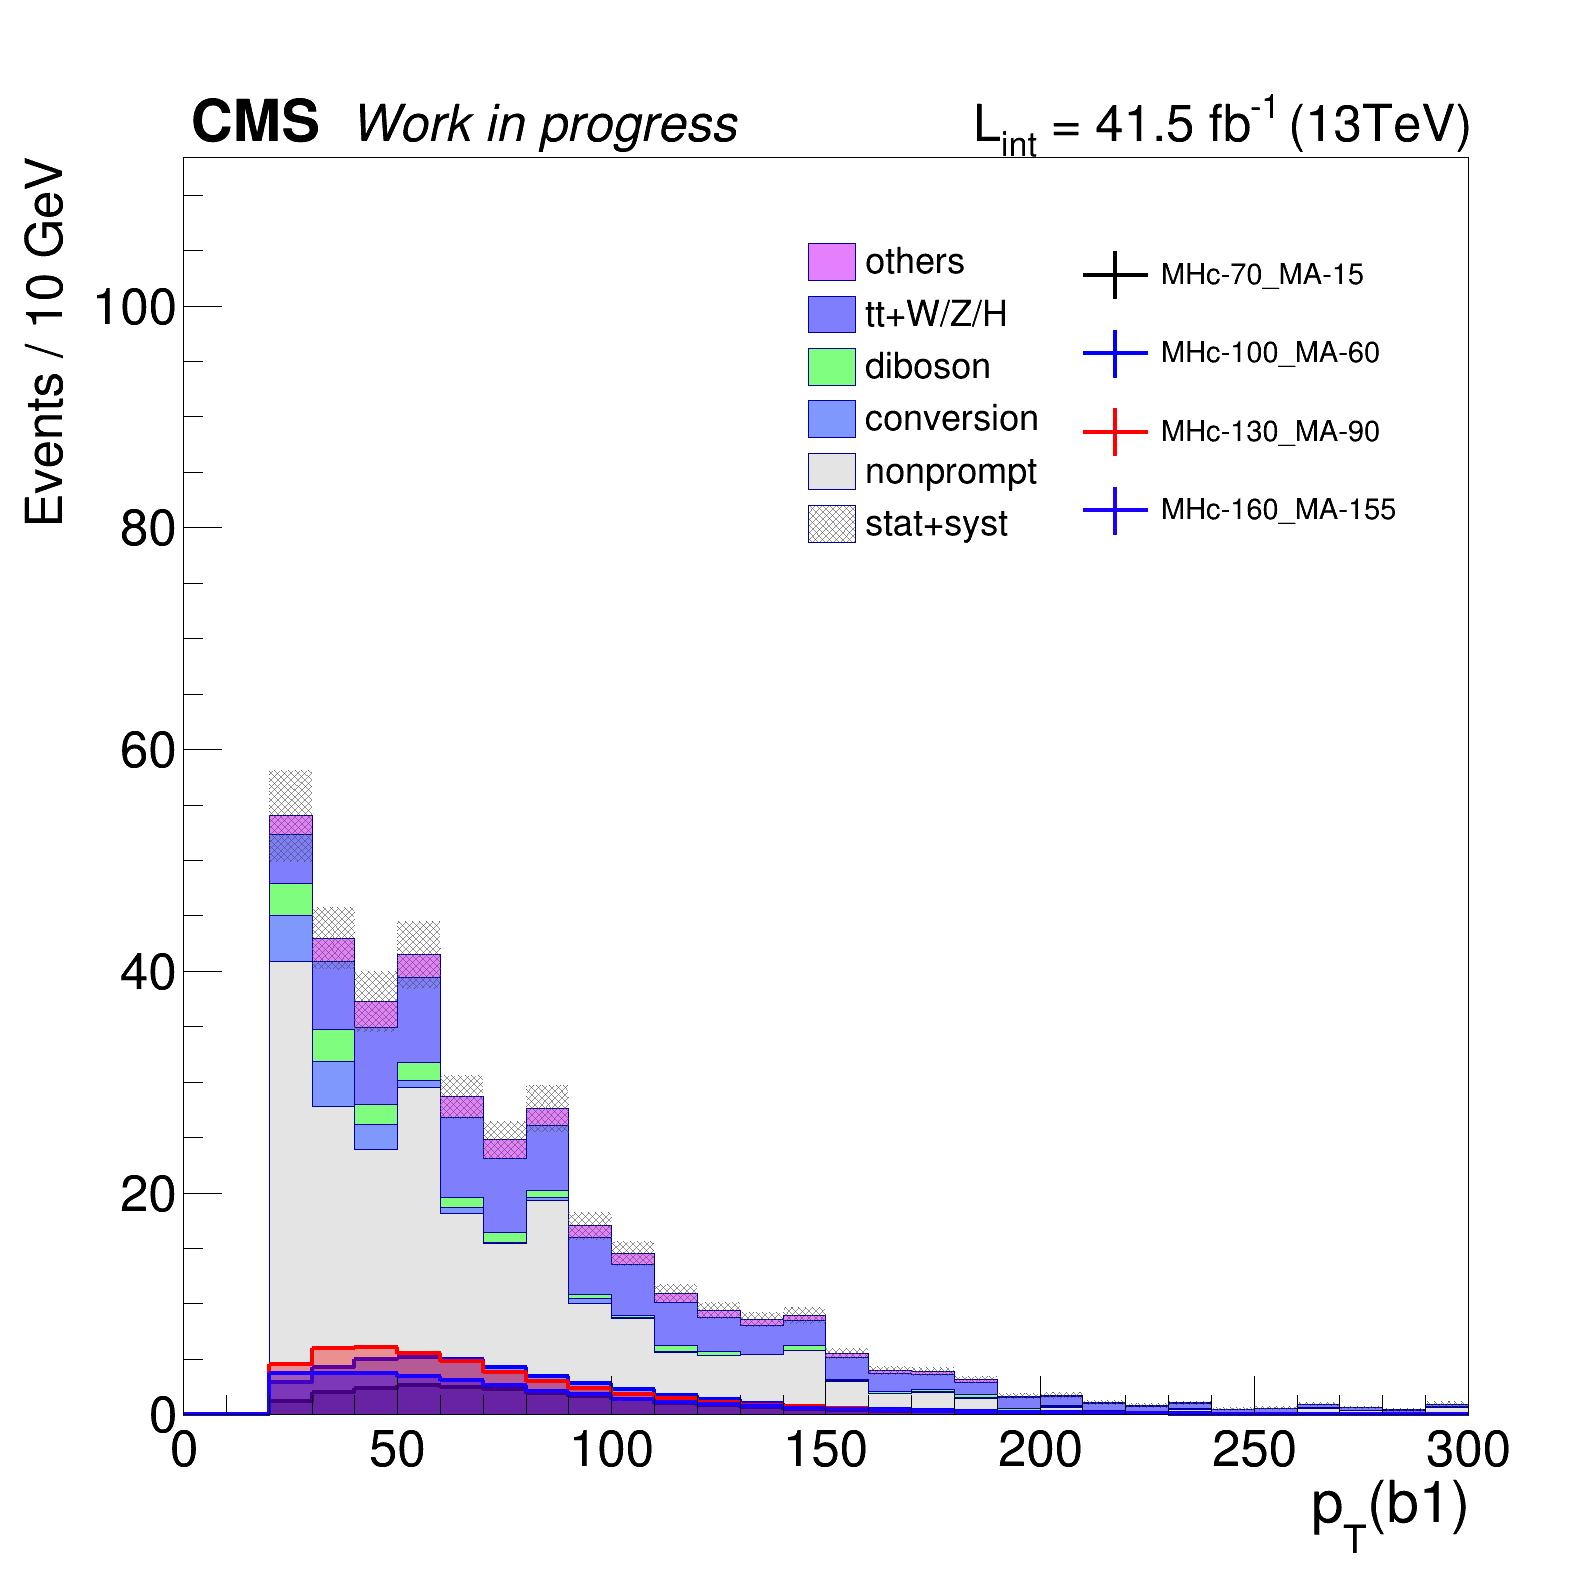 CMS Work in progress
L_int = 41.5 fb^-1 (13TeV)
Events / 10 GeV
others
tt+W/Z/H
diboson
conversion
nonprompt
stat+syst
MHc-70_MA-15
MHc-100_MA-60
MHc-130_MA-90
MHc-160_MA-155
100
80
60
40
20
0
0 50 100 150 200 250 300
p_T(b1)